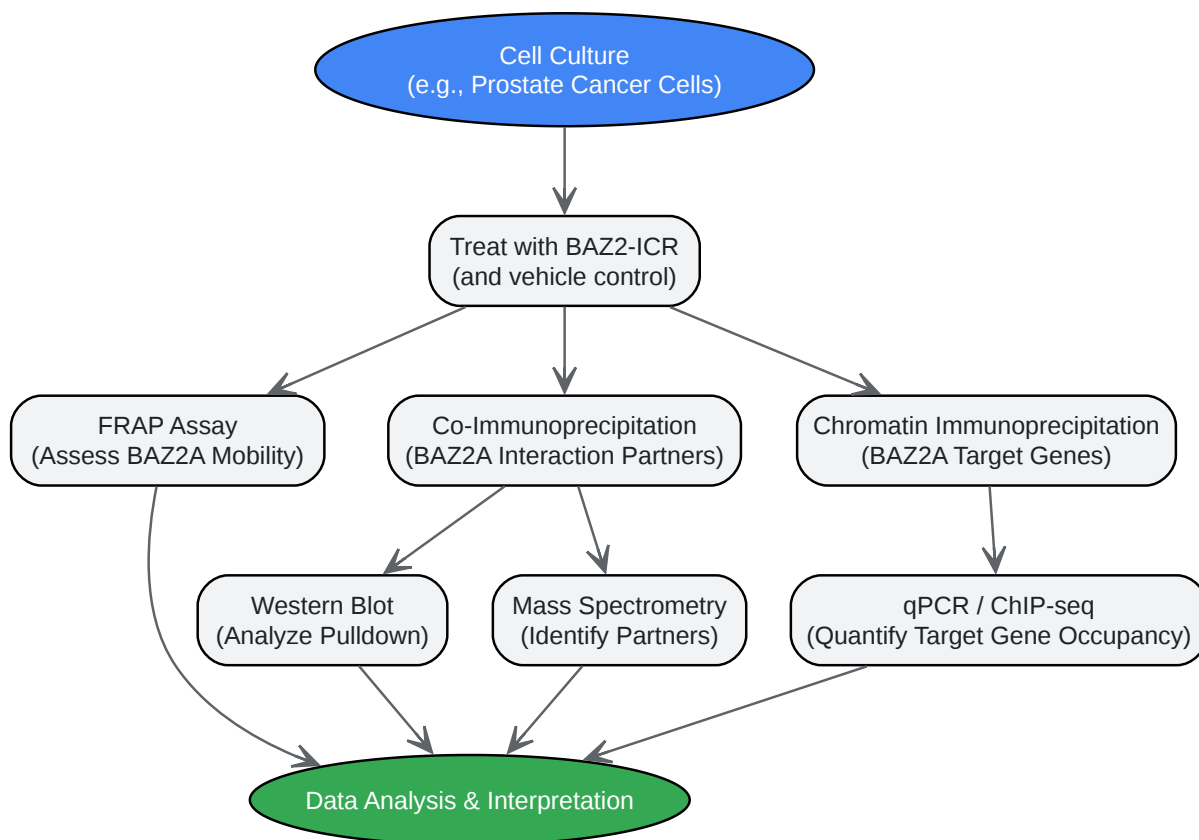 Cell Culture
(e.g., Prostate Cancer Cells)
Treat with BAZ2-ICR
(and vehicle control)
FRAP Assay
(Assess BAZ2A Mobility)
Co-Immunoprecipitation
(BAZ2A Interaction Partners)
Chromatin Immunoprecipitation
(BAZ2A Target Genes)
Western Blot
(Analyze Pulldown)
Mass Spectrometry
(Identify Partners)
qPCR / ChIP-seq
(Quantify Target Gene Occupancy)
Data Analysis & Interpretation